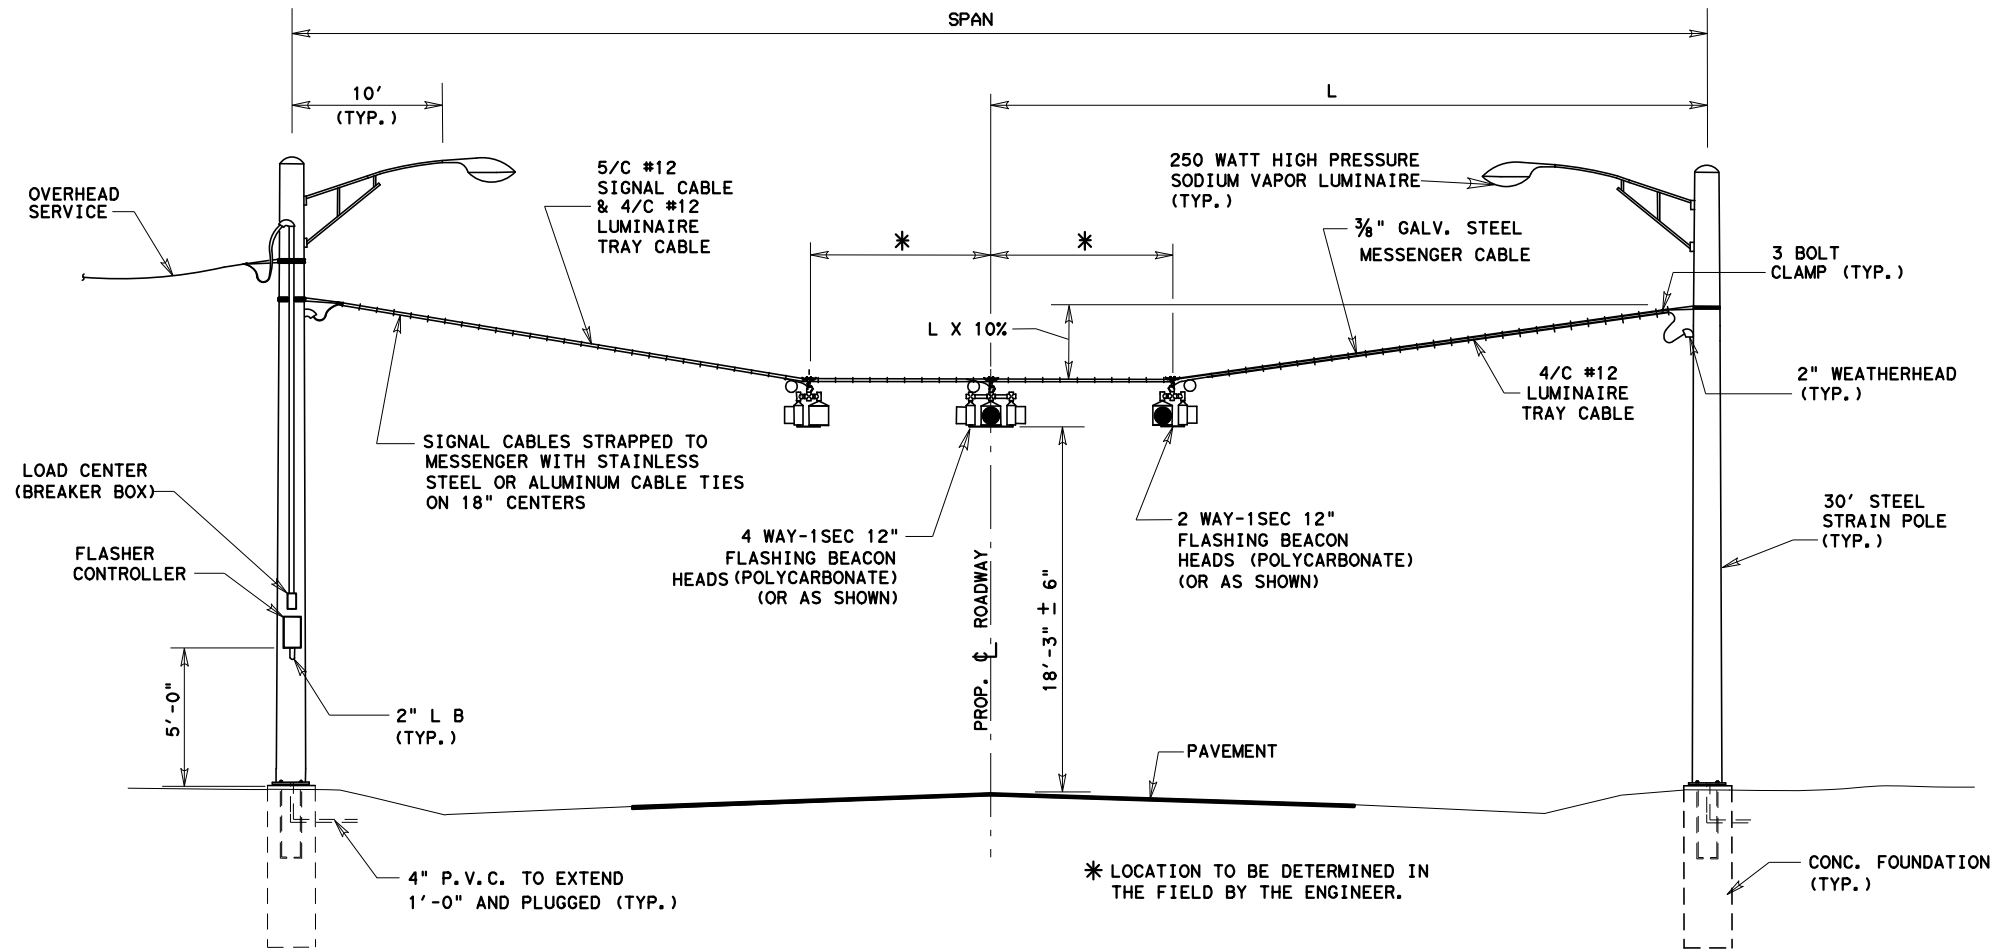 SPAN
10'
(TYP.)
L
OVERHEAD
SERVICE
5/C #12
SIGNAL CABLE
& 4/C #12
LUMINAIRE
TRAY CABLE
250 WATT HIGH PRESSURE
SODIUM VAPOR LUMINAIRE
(TYP.)
3/8" GALV. STEEL
MESSENGER CABLE
3 BOLT
CLAMP (TYP.)
*
*
L X 10%
4/C #12
LUMINAIRE
TRAY CABLE
2" WEATHERHEAD
(TYP.)
SIGNAL CABLES STRAPPED TO
MESSENGER WITH STAINLESS
STEEL OR ALUMINUM CABLE TIES
ON 18" CENTERS
LOAD CENTER
(BREAKER BOX)
FLASHER
CONTROLLER
4 WAY-1SEC 12"
FLASHING BEACON
HEADS (POLYCARBONATE)
(OR AS SHOWN)
2 WAY-1SEC 12"
FLASHING BEACON
HEADS (POLYCARBONATE)
(OR AS SHOWN)
30' STEEL
STRAIN POLE
(TYP.)
PROP. ℄ ROADWAY
18'-3" ± 6"
5'-0"
2" L B
(TYP.)
PAVEMENT
4" P.V.C. TO EXTEND
1'-0" AND PLUGGED (TYP.)
* LOCATION TO BE DETERMINED IN
THE FIELD BY THE ENGINEER.
CONC. FOUNDATION
(TYP.)